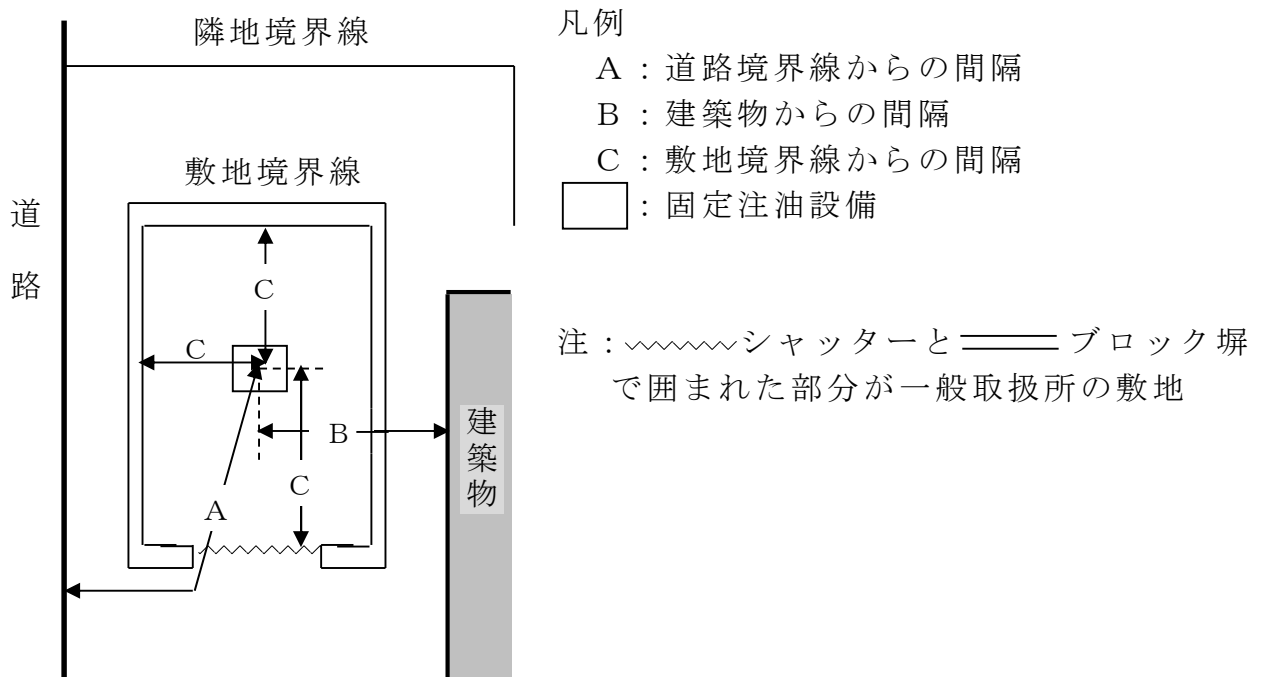 隣地境界線
敷地境界線
道
路
C
C
B
C
A
建
築
物
凡例
A：道路境界線からの間隔
B：建築物からの間隔
C：敷地境界線からの間隔
：固定注油設備
注：シャッターと ブロック塀
で囲まれた部分が一般取扱所の敷地